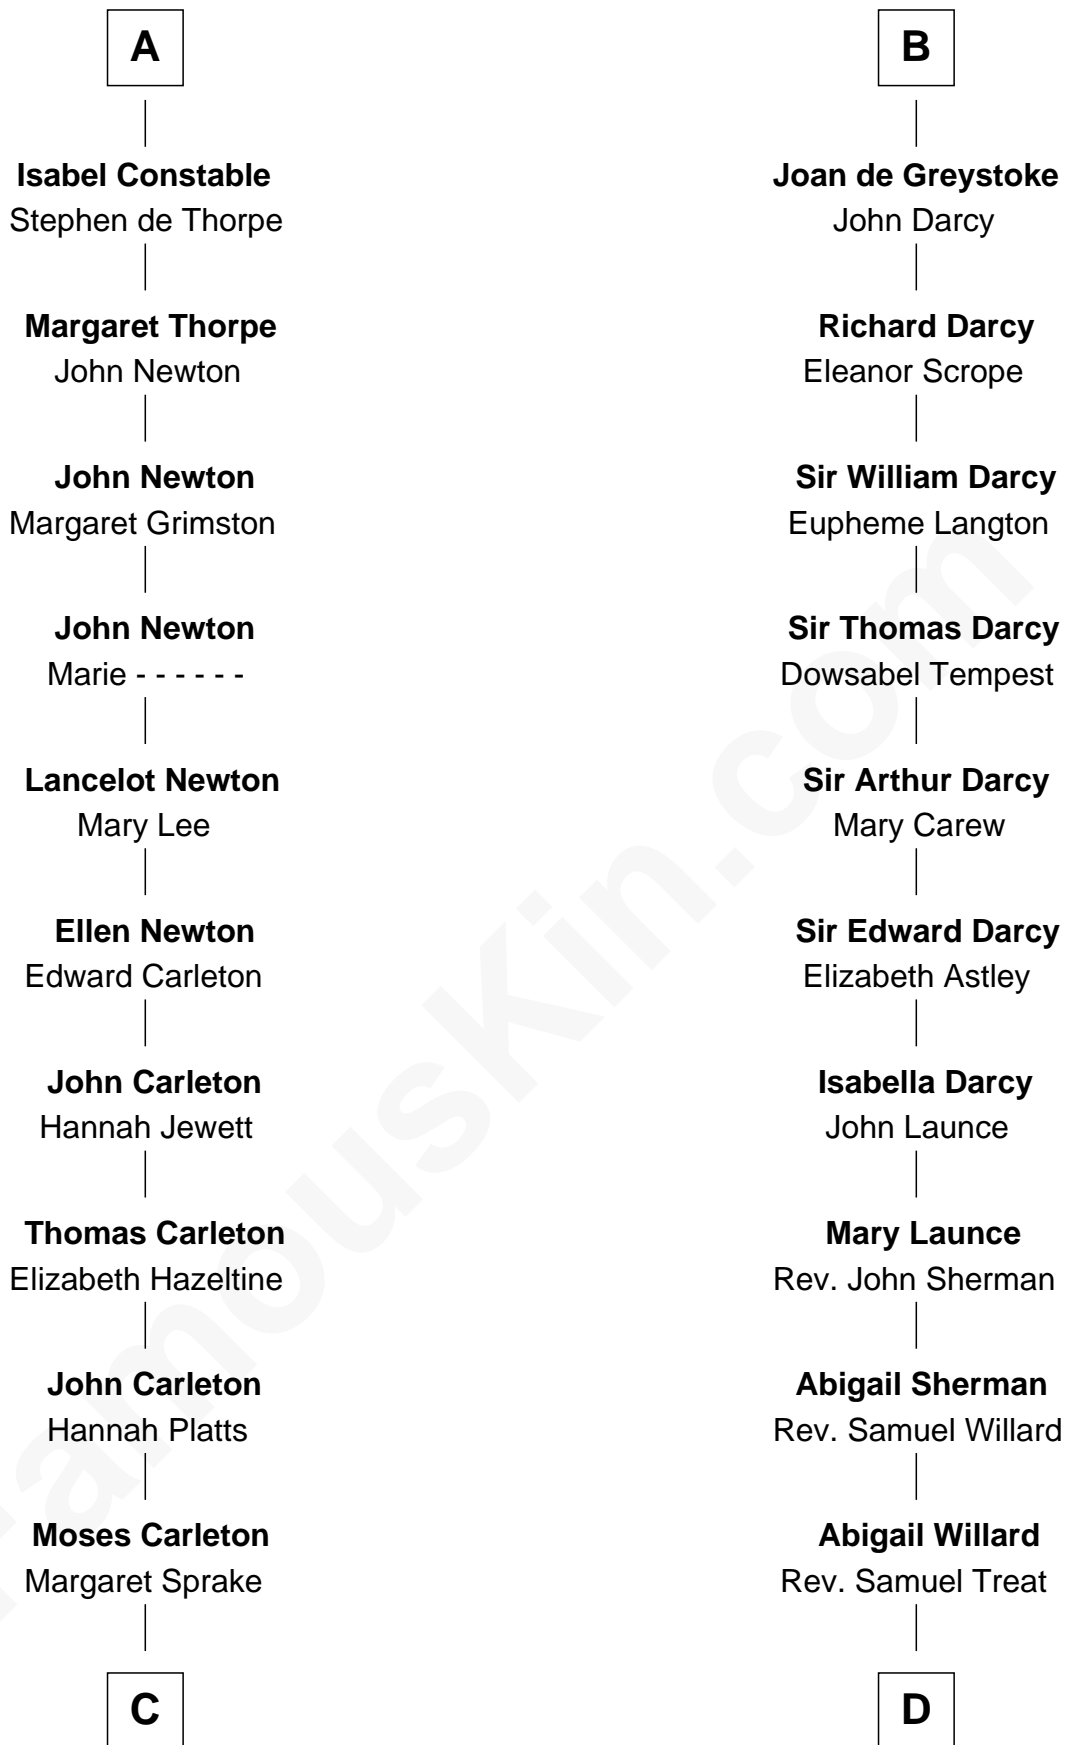 A
Isabel Constable
Stephen de Thorpe
Margaret Thorpe
John Newton
John Newton
Margaret Grimston
John Newton
Marie - - - - - -
Lancelot Newton
Mary Lee
Ellen Newton
Edward Carleton
John Carleton
Hannah Jewett
Thomas Carleton
Elizabeth Hazeltine
John Carleton
Hannah Platts
Moses Carleton
Margaret Sprake
C
B
Joan de Greystoke
John Darcy
Richard Darcy
Eleanor Scrope
Sir William Darcy
Eupheme Langton
Sir Thomas Darcy
Dowsabel Tempest
Sir Arthur Darcy
Mary Carew
Sir Edward Darcy
Elizabeth Astley
Isabella Darcy
John Launce
Mary Launce
Rev. John Sherman
Abigail Sherman
Rev. Samuel Willard
Abigail Willard
Rev. Samuel Treat
D
FamousKin.com